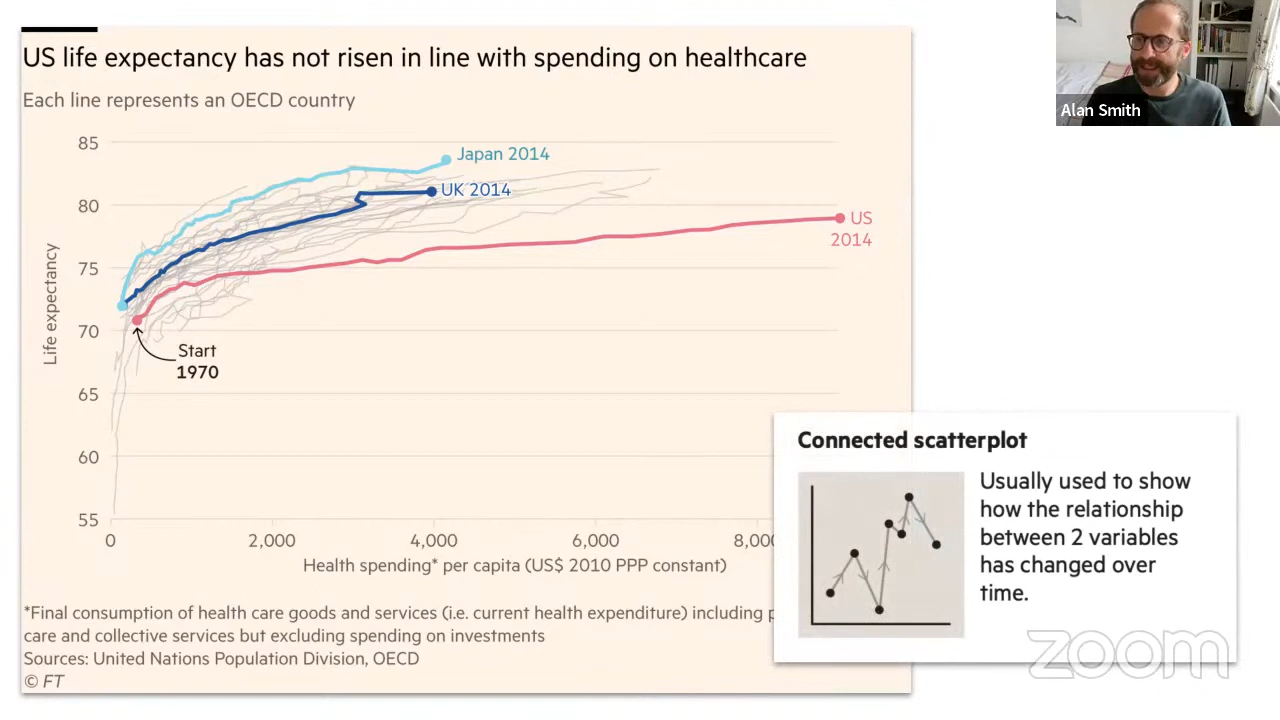 US life expectancy has not risen in line with spending on healthcare
Each line represents an OECD country
85
80
75
70
65
60
55
Life expectancy
Japan 2014
UK 2014
US
2014
Start
1970
0
2,000
4,000
6,000
8,000
Health spending* per capita (US$ 2010 PPP constant)
*Final consumption of health care goods and services (i.e. current health expenditure) including
care and collective services but excluding spending on investments
Sources: United Nations Population Division, OECD
© FT
Alan Smith
Connected scatterplot
Usually used to show
how the relationship
between 2 variables
has changed over
time.
zoom